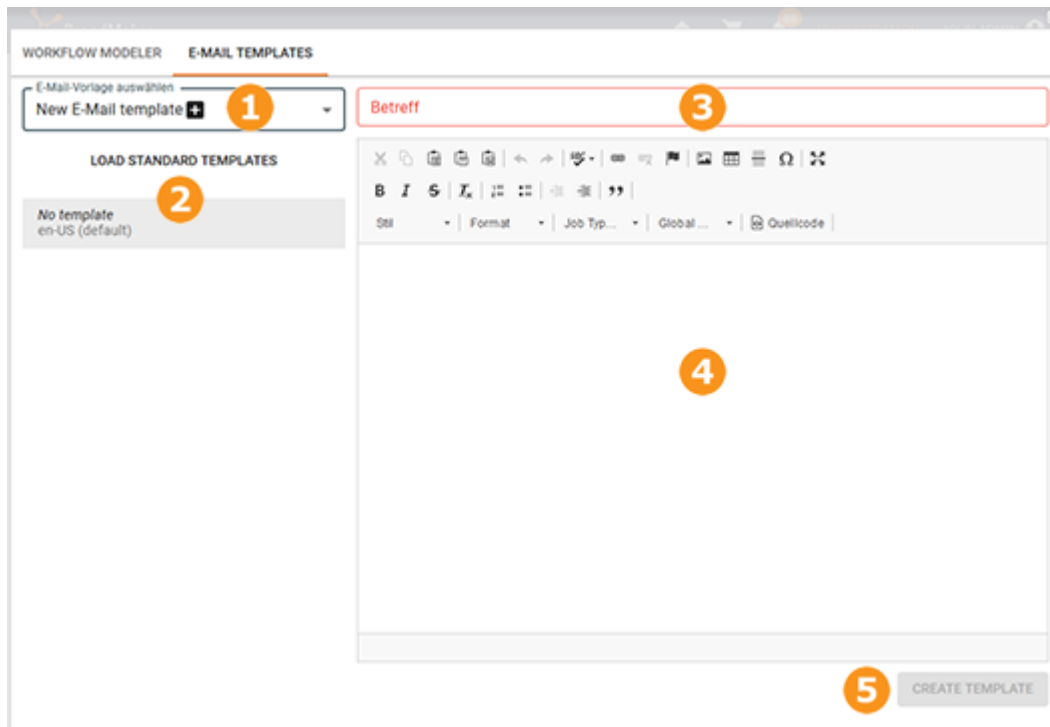 WORKFLOW MODELER E-MAIL TEMPLATES
E-Mail-Vorlage auswählen
New E-Mail template
1
Betreff
3
LOAD STANDARD TEMPLATES
2
No template
en-US (default)
B I S Ix
Stil Format Job Typ... Global ... Quellcode
4
5
CREATE TEMPLATE